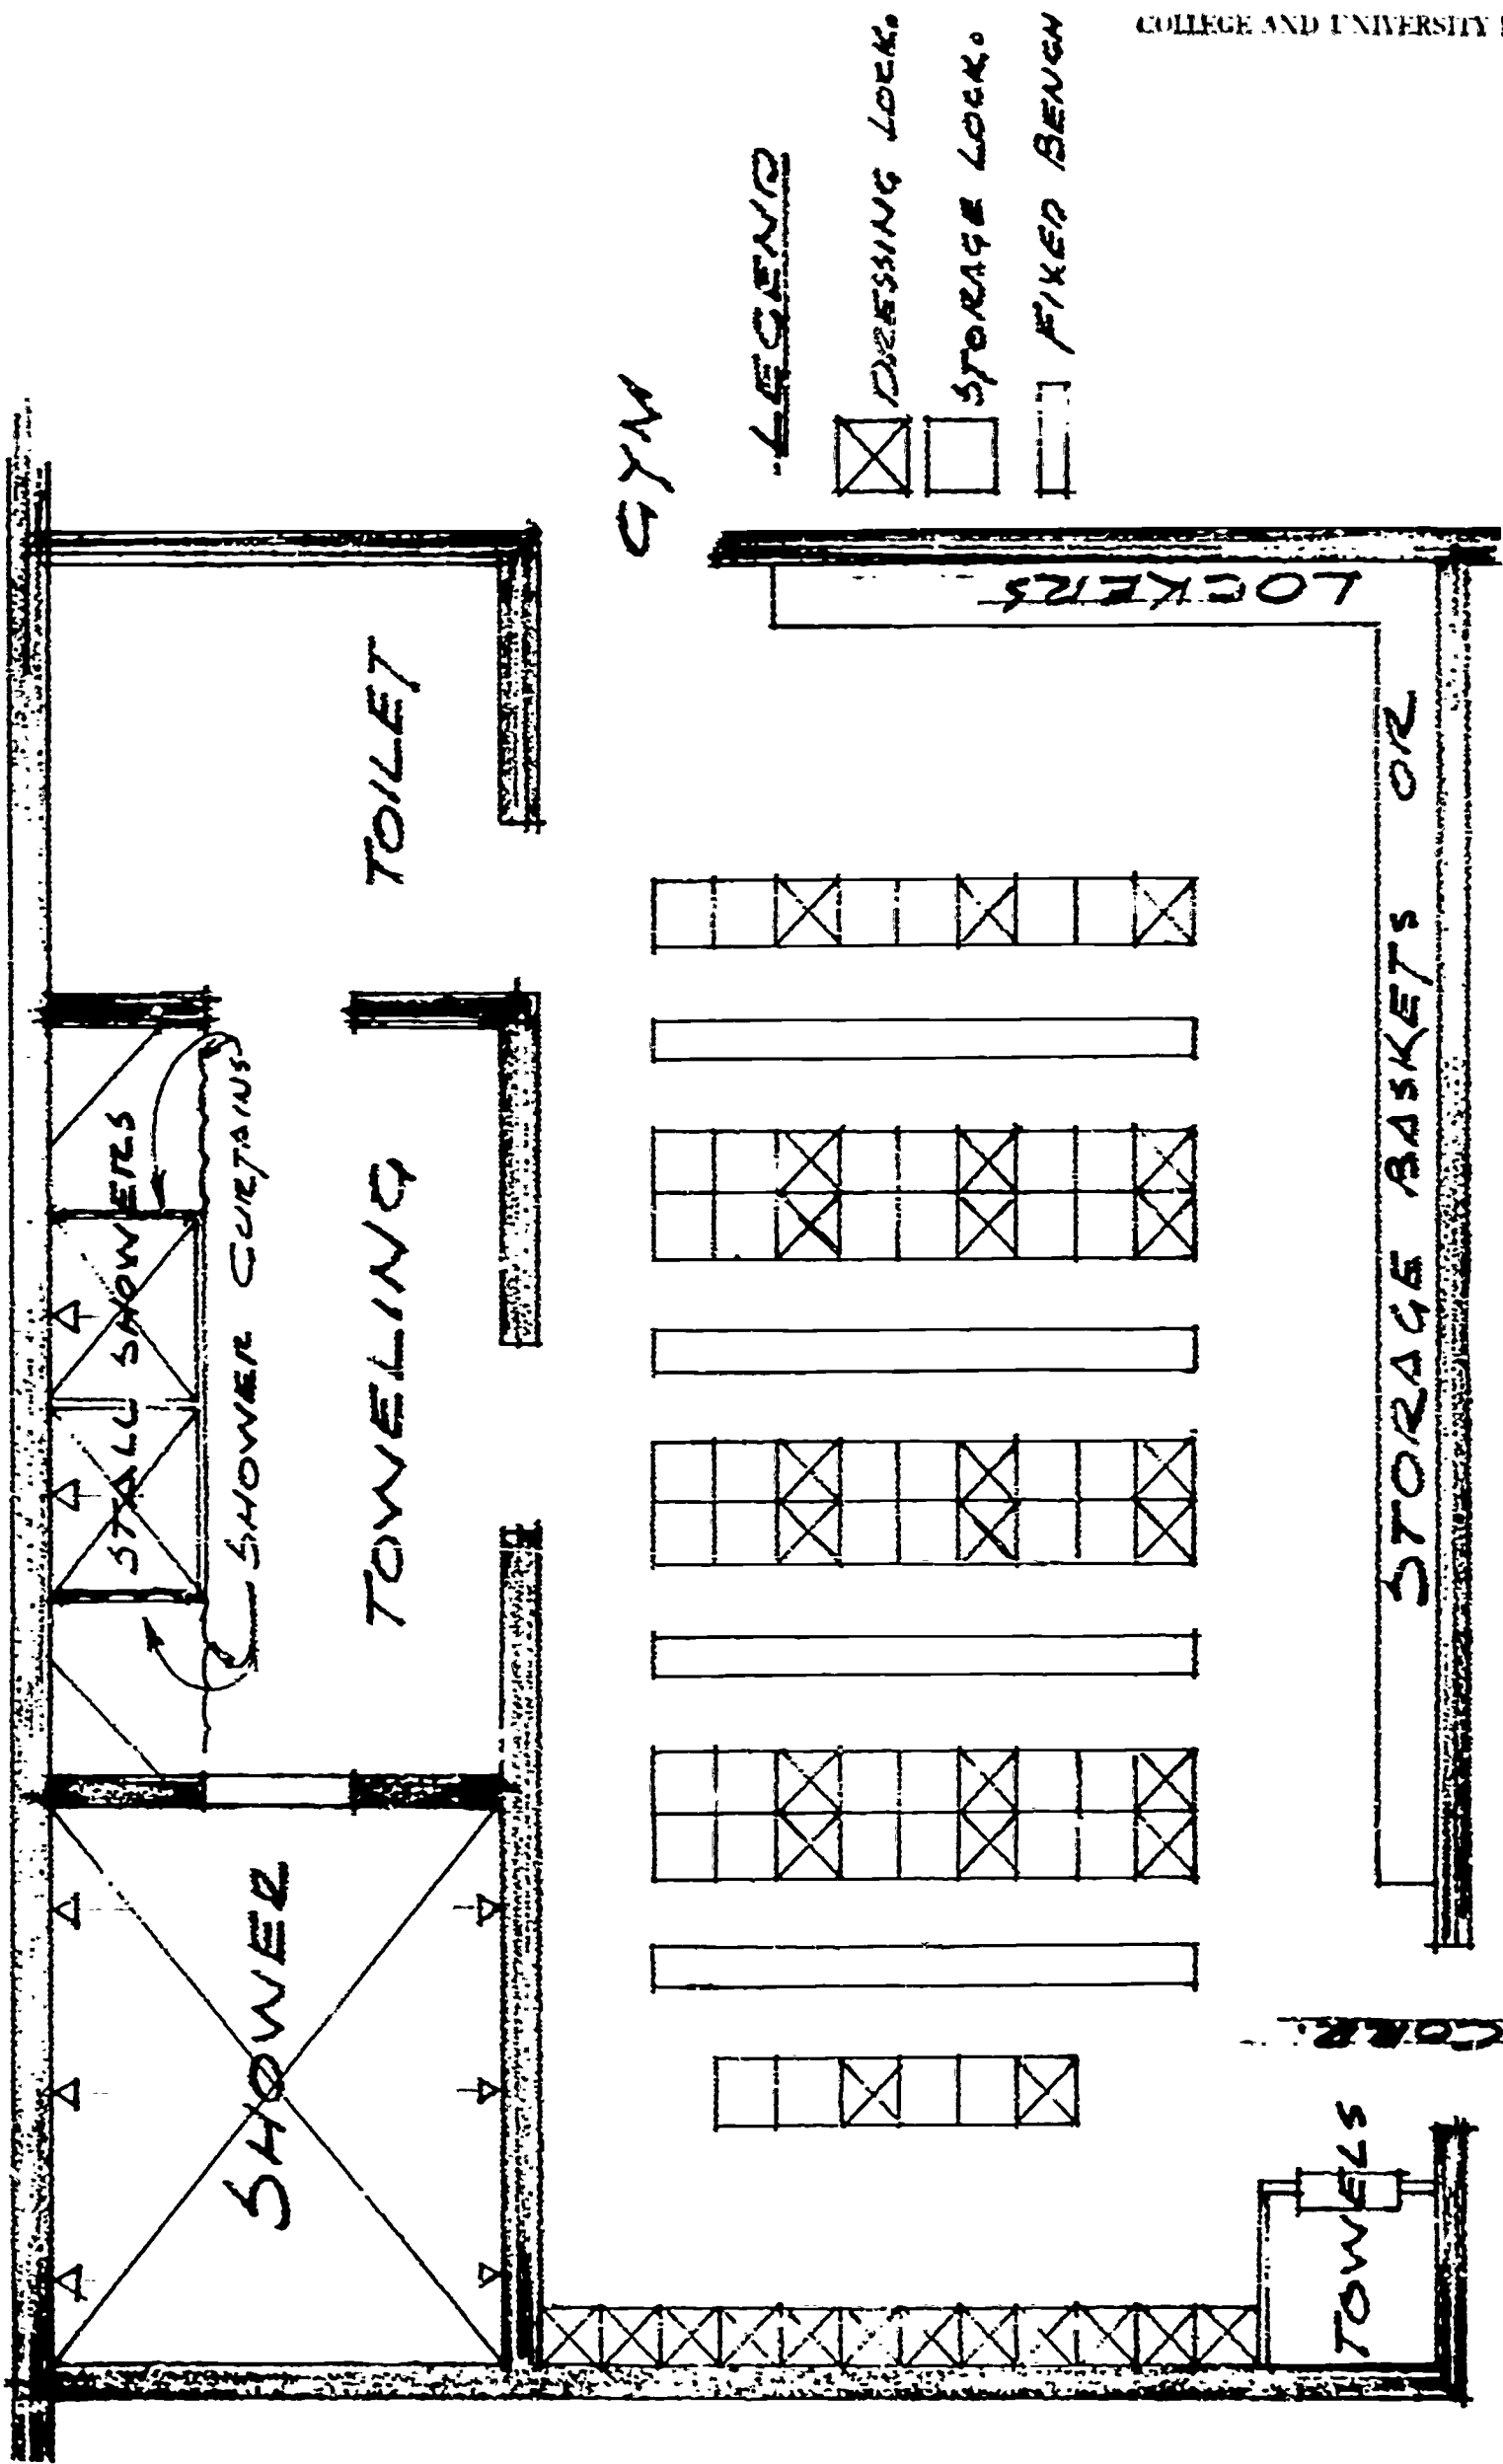 COLLEGE AND UNIVERSITY
LEGEND
DRESSING LOCK.
STORAGE LOCK.
FIXED BENCH
GYM
TOILET
STALL SHOWERS
SHOWER CURTAINS
TOWELING
SHOWER
LOCKERS
STORAGE BASKETS OR
CORR.
TOWELS